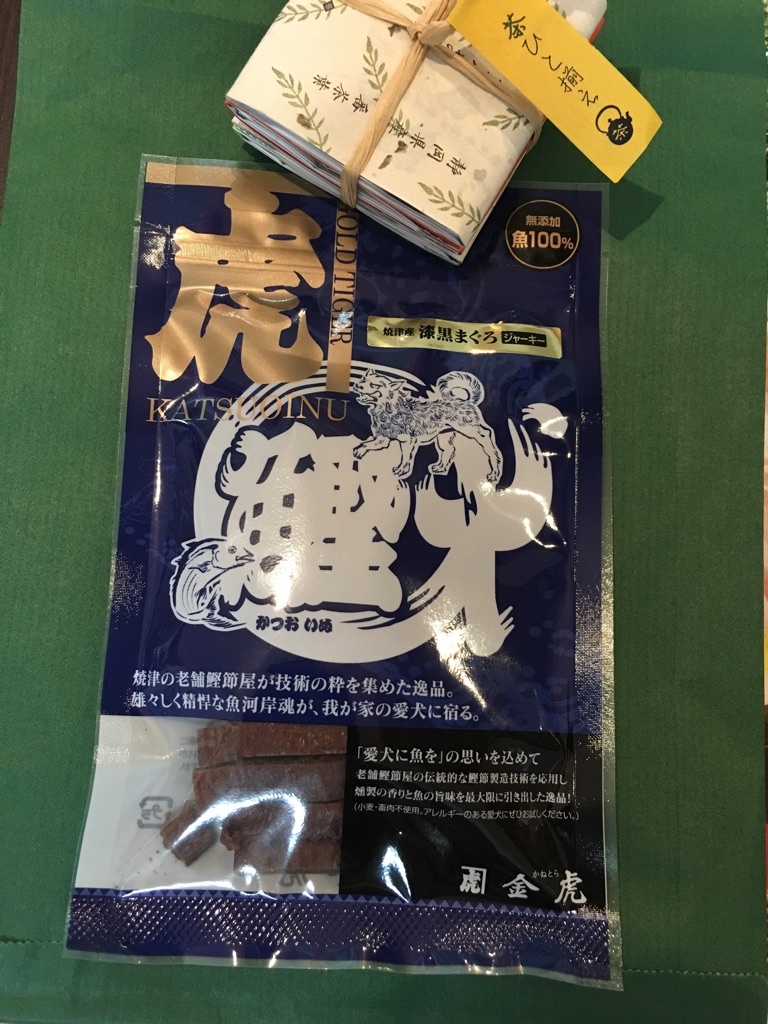 茶ひと揃え
茶
番茶葉
静岡県産
虎
GOLD TIGER
無添加
魚100%
焼津産 漆黒まぐろ ジャーキー
KATSUOINU
鰹犬
かつおいぬ
焼津の老舗鰹節屋が技術の粋を集めた逸品。
雄々しく精悍な魚河岸魂が、我が家の愛犬に宿る。
「愛犬に魚を」の思いを込めて
老舗鰹節屋の伝統的な鰹節製造技術を応用し
燻製の香りと魚の旨味を最大限に引き出した逸品!
(小麦・畜肉不使用。アレルギーのある愛犬にぜひお試しください。)
かねとら
金虎